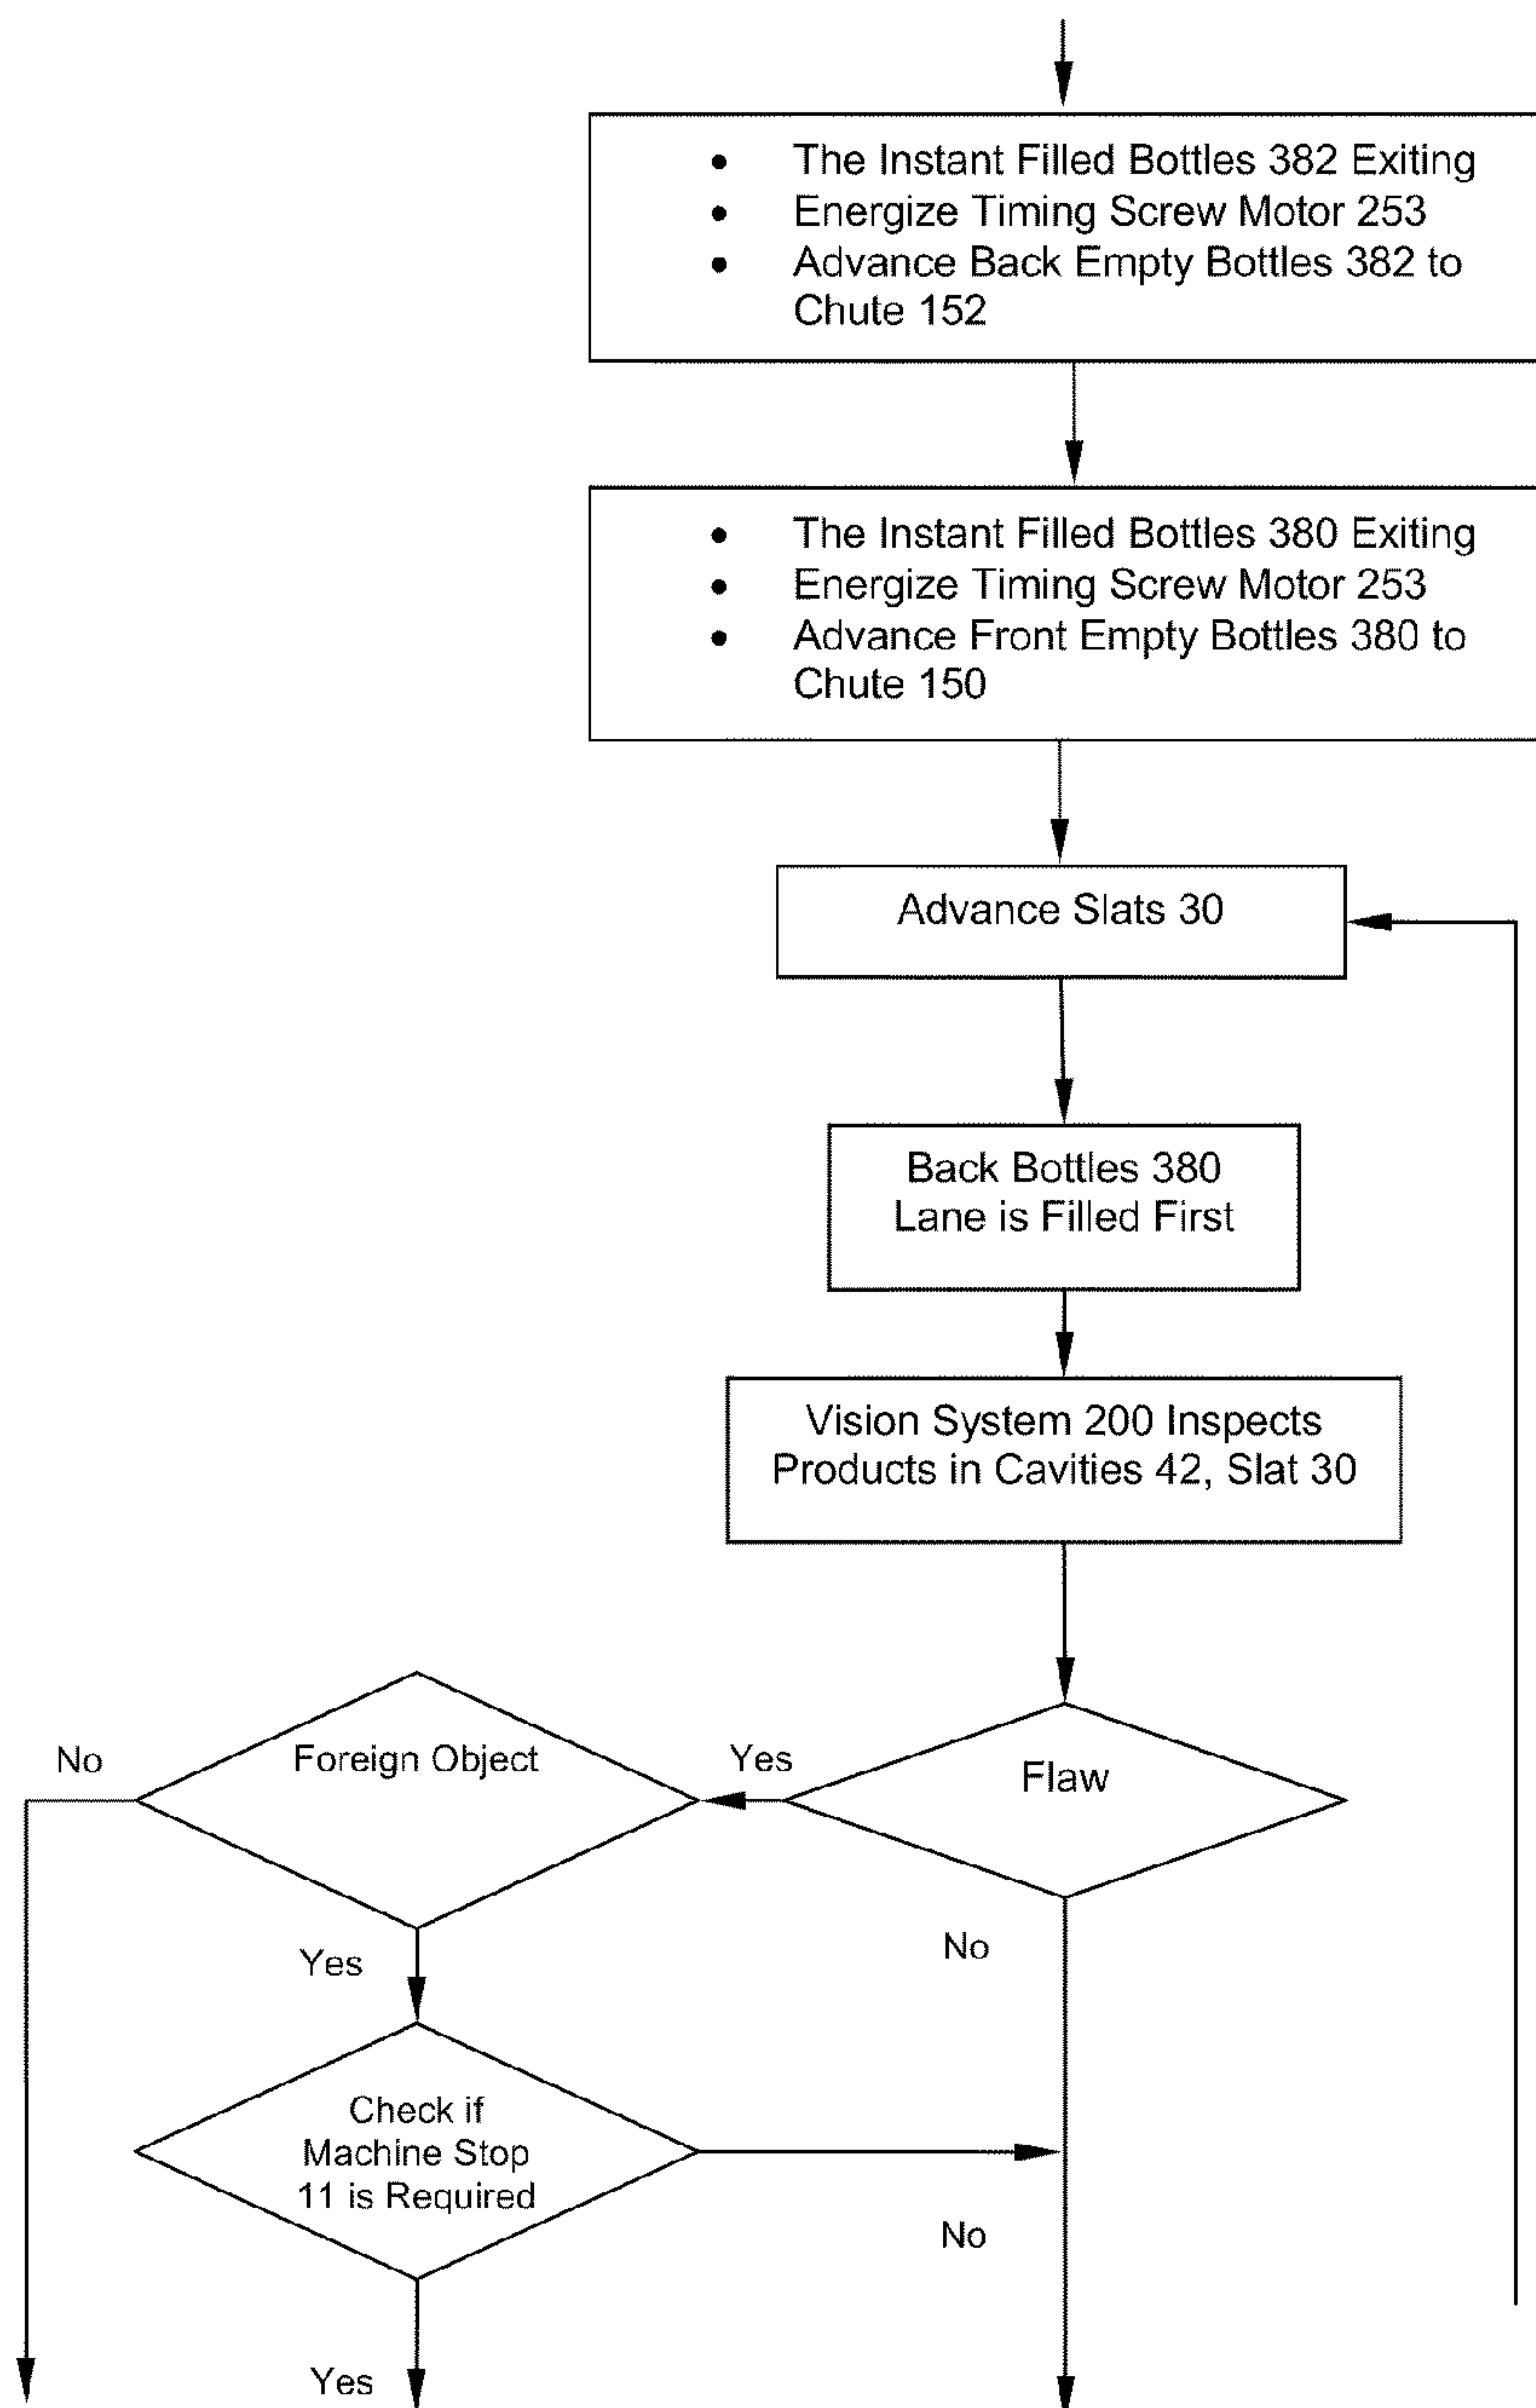 • The Instant Filled Bottles 382 Exiting
• Energize Timing Screw Motor 253
• Advance Back Empty Bottles 382 to
Chute 152
• The Instant Filled Bottles 380 Exiting
• Energize Timing Screw Motor 253
• Advance Front Empty Bottles 380 to
Chute 150
Advance Slats 30
Back Bottles 380
Lane is Filled First
Vision System 200 Inspects
Products in Cavities 42, Slat 30
No
Foreign Object
Yes
Flaw
Yes
No
Check if
Machine Stop
11 is Required
No
Yes